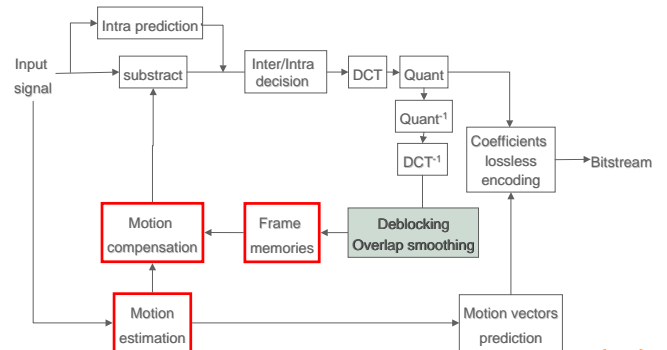 Intra prediction
Input
signal
substract
Inter/Intra
decision
DCT
Quant
Quant-1
DCT-1
Coefficients
lossless
encoding
Bitstream
Motion
compensation
Frame
memories
Deblocking
Overlap smoothing
Motion
estimation
Motion vectors
prediction